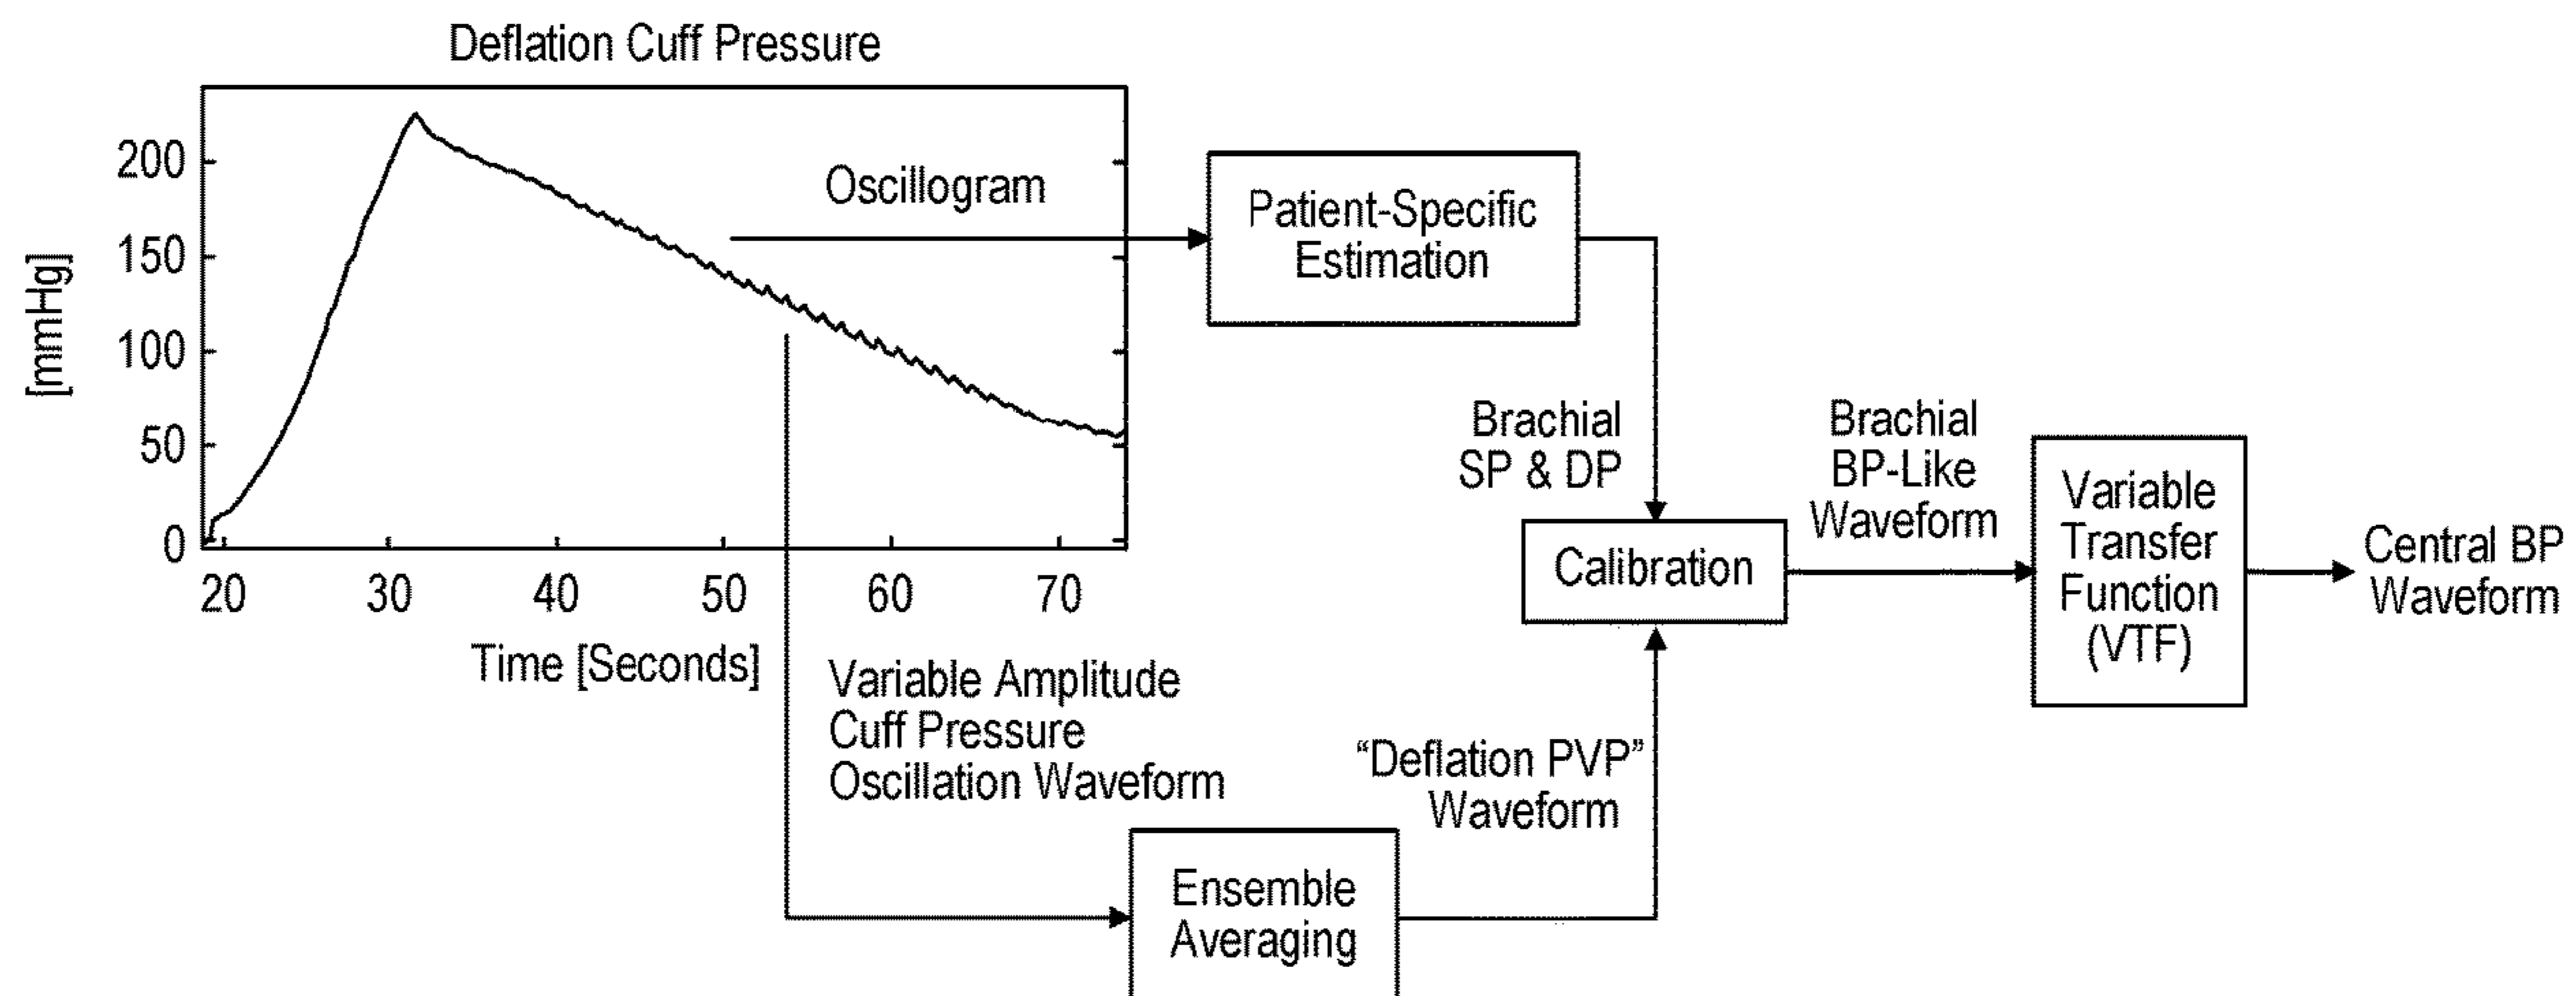 Deflation Cuff Pressure
[mmHg]
200
150
100
50
0
20 30 40 50 60 70
Time [Seconds]
Oscillogram
Patient-Specific
Estimation
Brachial
SP & DP
Variable Amplitude
Cuff Pressure
Oscillation Waveform
Ensemble
Averaging
“Deflation PVP”
Waveform
Calibration
Brachial
BP-Like
Waveform
Variable
Transfer
Function
(VTF)
Central BP
Waveform